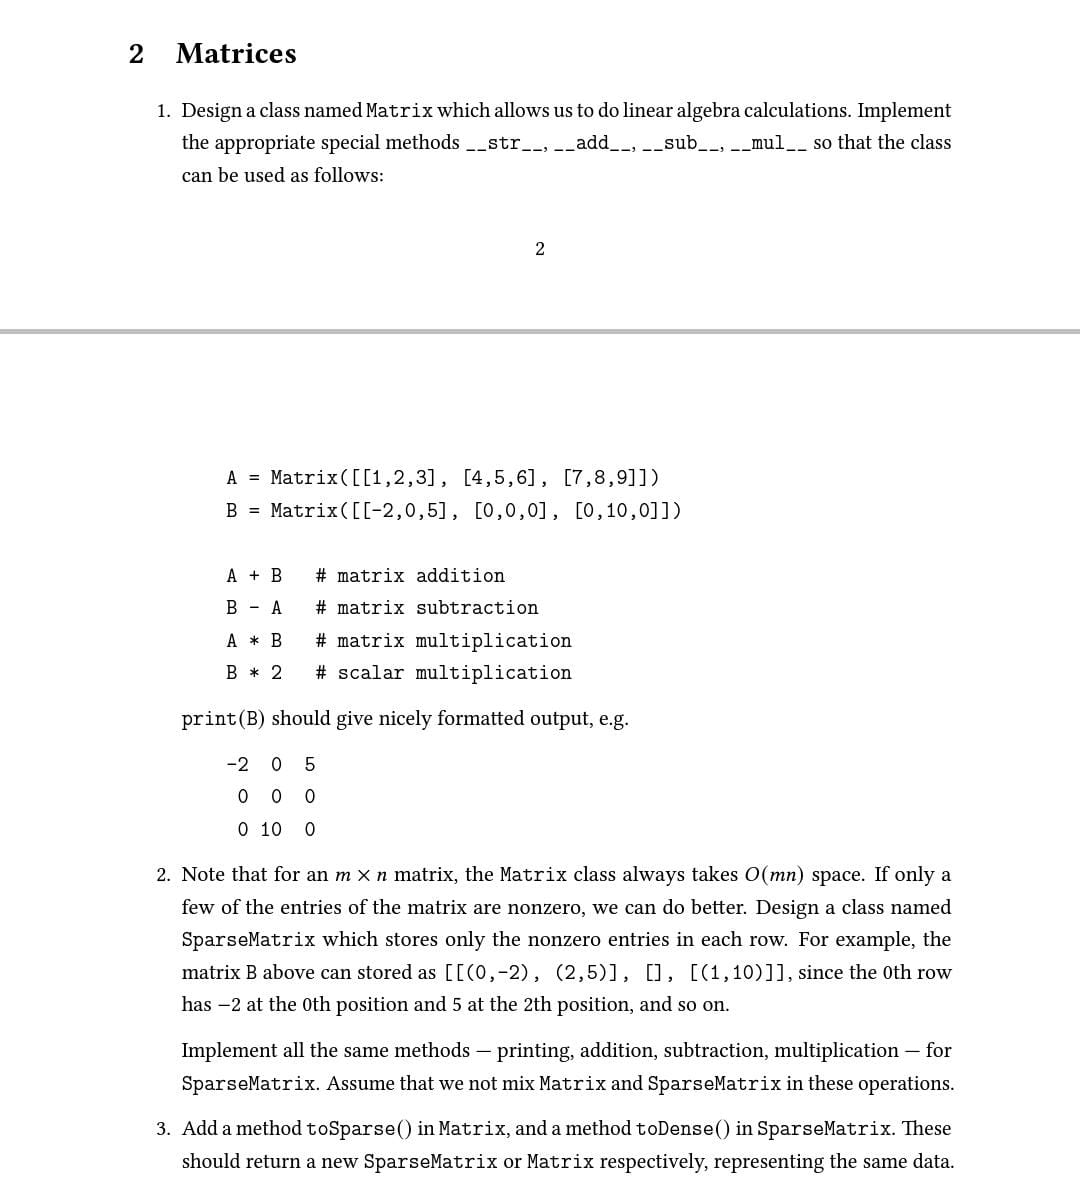 2 Matrices
1. Design a class named Matrix which allows us to do linear algebra calculations. Implement
the appropriate special methods __str__, __add__, __sub__, __mul__ so that the class
can be used as follows:
2
A = Matrix([[1,2,3], [4,5,6], [7,8,9]])
B = Matrix([[-2,0,5], [0,0,0], [0,10,0]])
A + B # matrix addition
B - A # matrix subtraction
A * B # matrix multiplication
B * 2 # scalar multiplication
print(B) should give nicely formatted output, e.g.
-2 0 5
0 0 0
0 10 0
2. Note that for an m × n matrix, the Matrix class always takes O(mn) space. If only a
few of the entries of the matrix are nonzero, we can do better. Design a class named
SparseMatrix which stores only the nonzero entries in each row. For example, the
matrix B above can stored as [[(0,-2), (2,5)], [], [(1,10)]], since the 0th row
has −2 at the 0th position and 5 at the 2th position, and so on.
Implement all the same methods — printing, addition, subtraction, multiplication — for
SparseMatrix. Assume that we not mix Matrix and SparseMatrix in these operations.
3. Add a method toSparse() in Matrix, and a method toDense() in SparseMatrix. These
should return a new SparseMatrix or Matrix respectively, representing the same data.